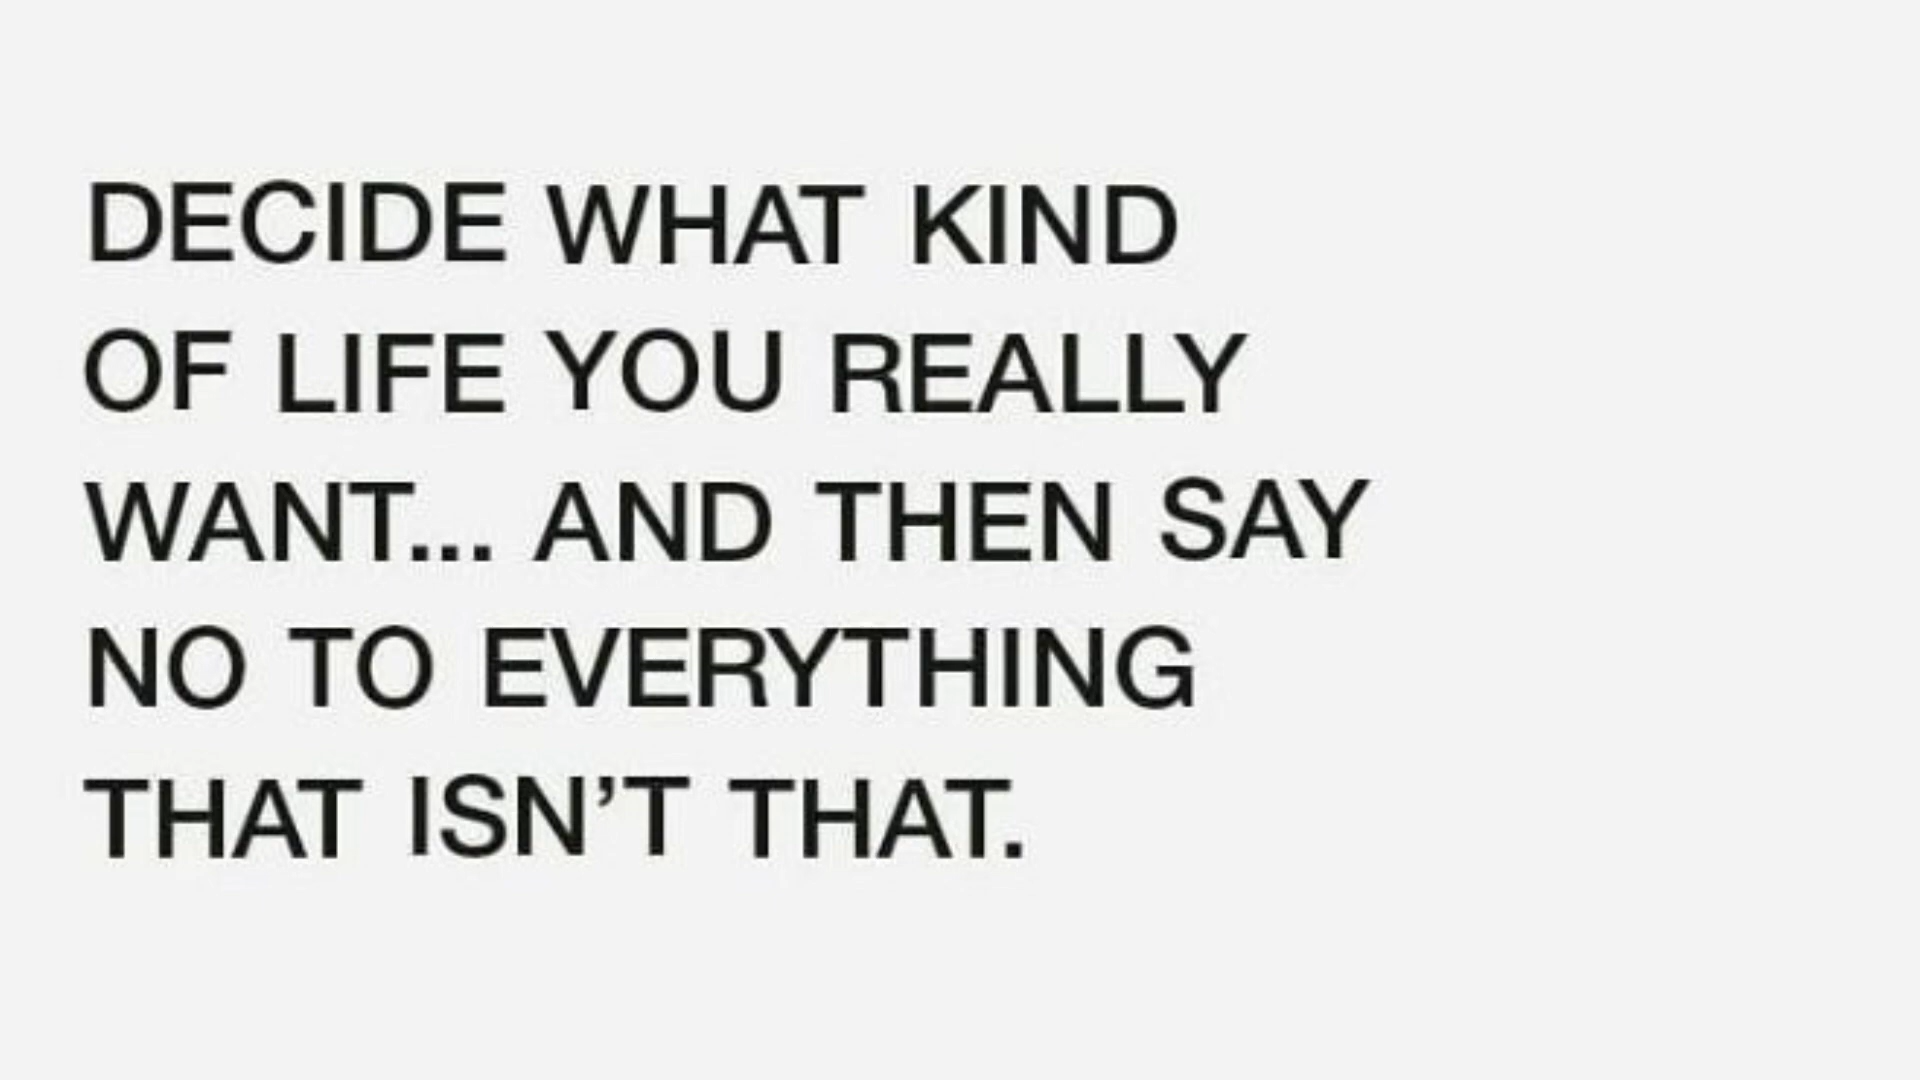 DECIDE WHAT KIND
OF LIFE YOU REALLY
WANT... AND THEN SAY
NO TO EVERYTHING
THAT ISN’T THAT.